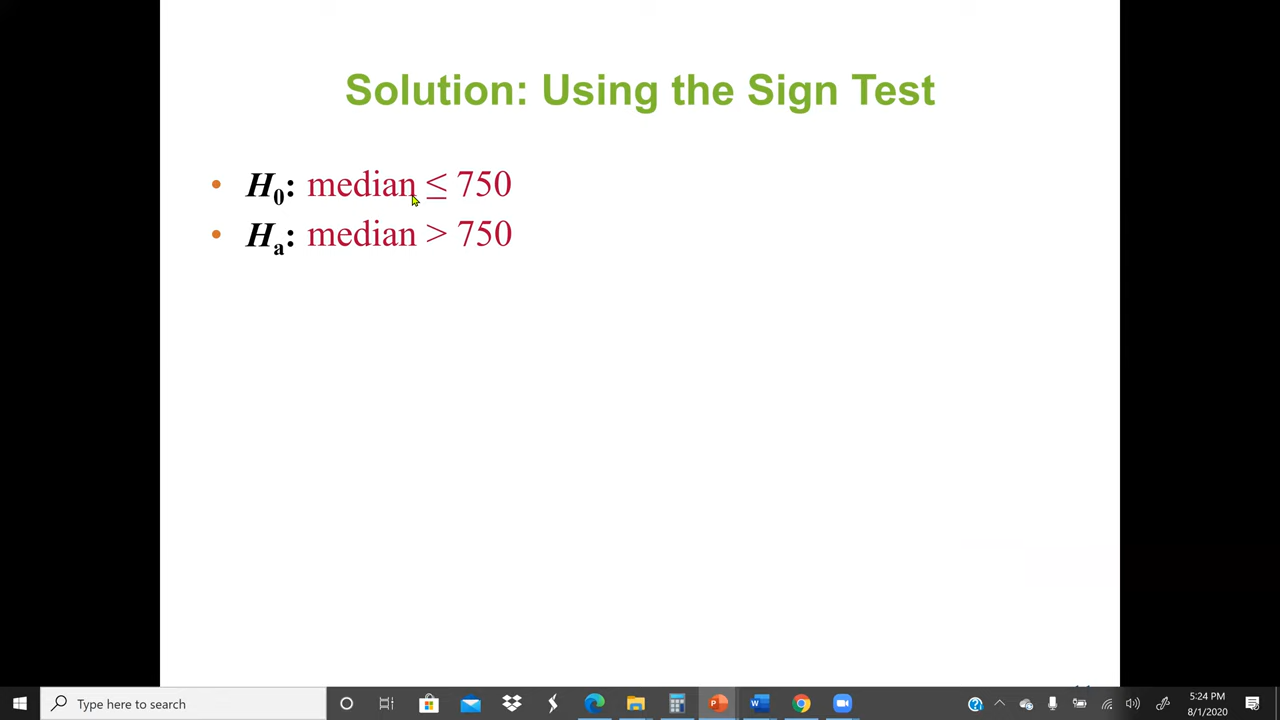 Solution: Using the Sign Test
• H0: median ≤ 750
• Ha: median > 750
Type here to search
5:24 PM
8/1/2020